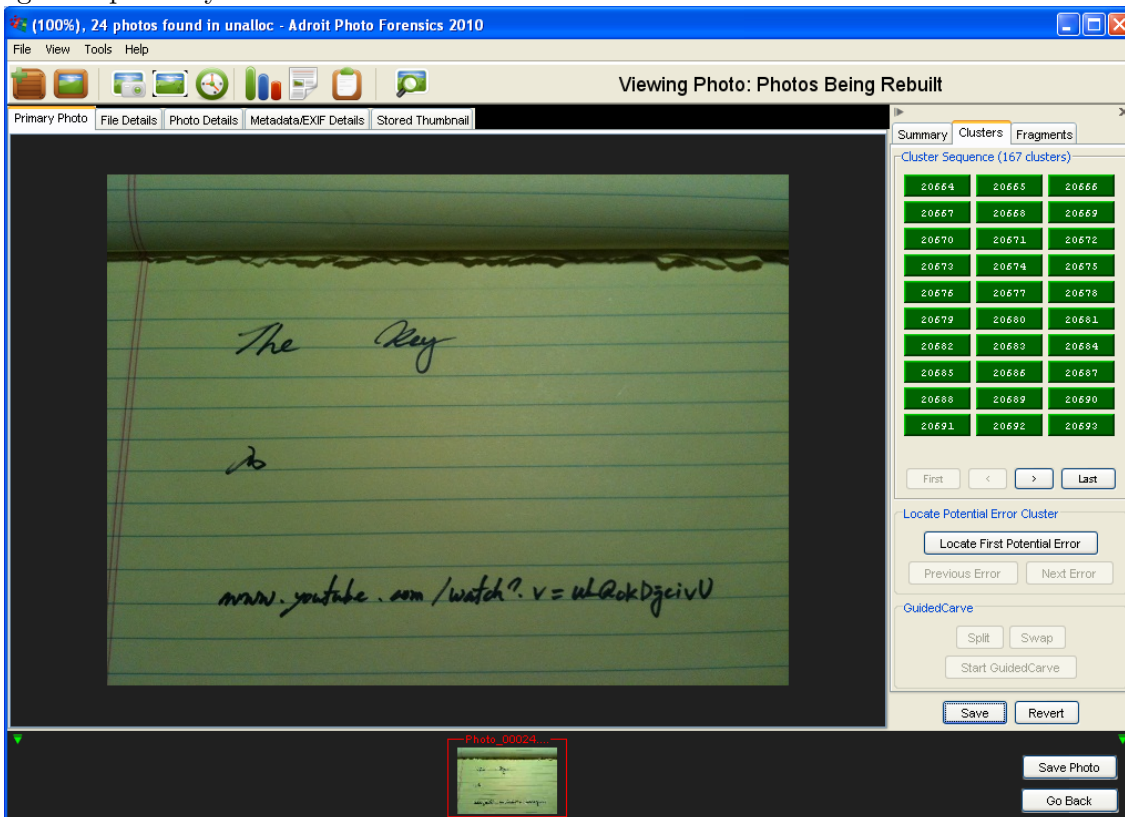 (100%), 24 photos found in unalloc - Adroit Photo Forensics 2010
File View Tools Help
Viewing Photo: Photos Being Rebuilt
Primary Photo File Details Photo Details Metadata/EXIF Details Stored Thumbnail
Summary Clusters Fragments
Cluster Sequence (167 clusters)
20664 20665 20666
20667 20668 20669
20670 20671 20672
20673 20674 20675
20676 20677 20678
20679 20680 20681
20682 20683 20684
20685 20686 20687
20688 20689 20690
20691 20692 20693
First < > Last
Locate Potential Error Cluster
Locate First Potential Error
Previous Error Next Error
GuidedCarve
Split Swap
Start GuidedCarve
Save Revert
The Key
is
Photo_00024....
Save Photo
Go Back